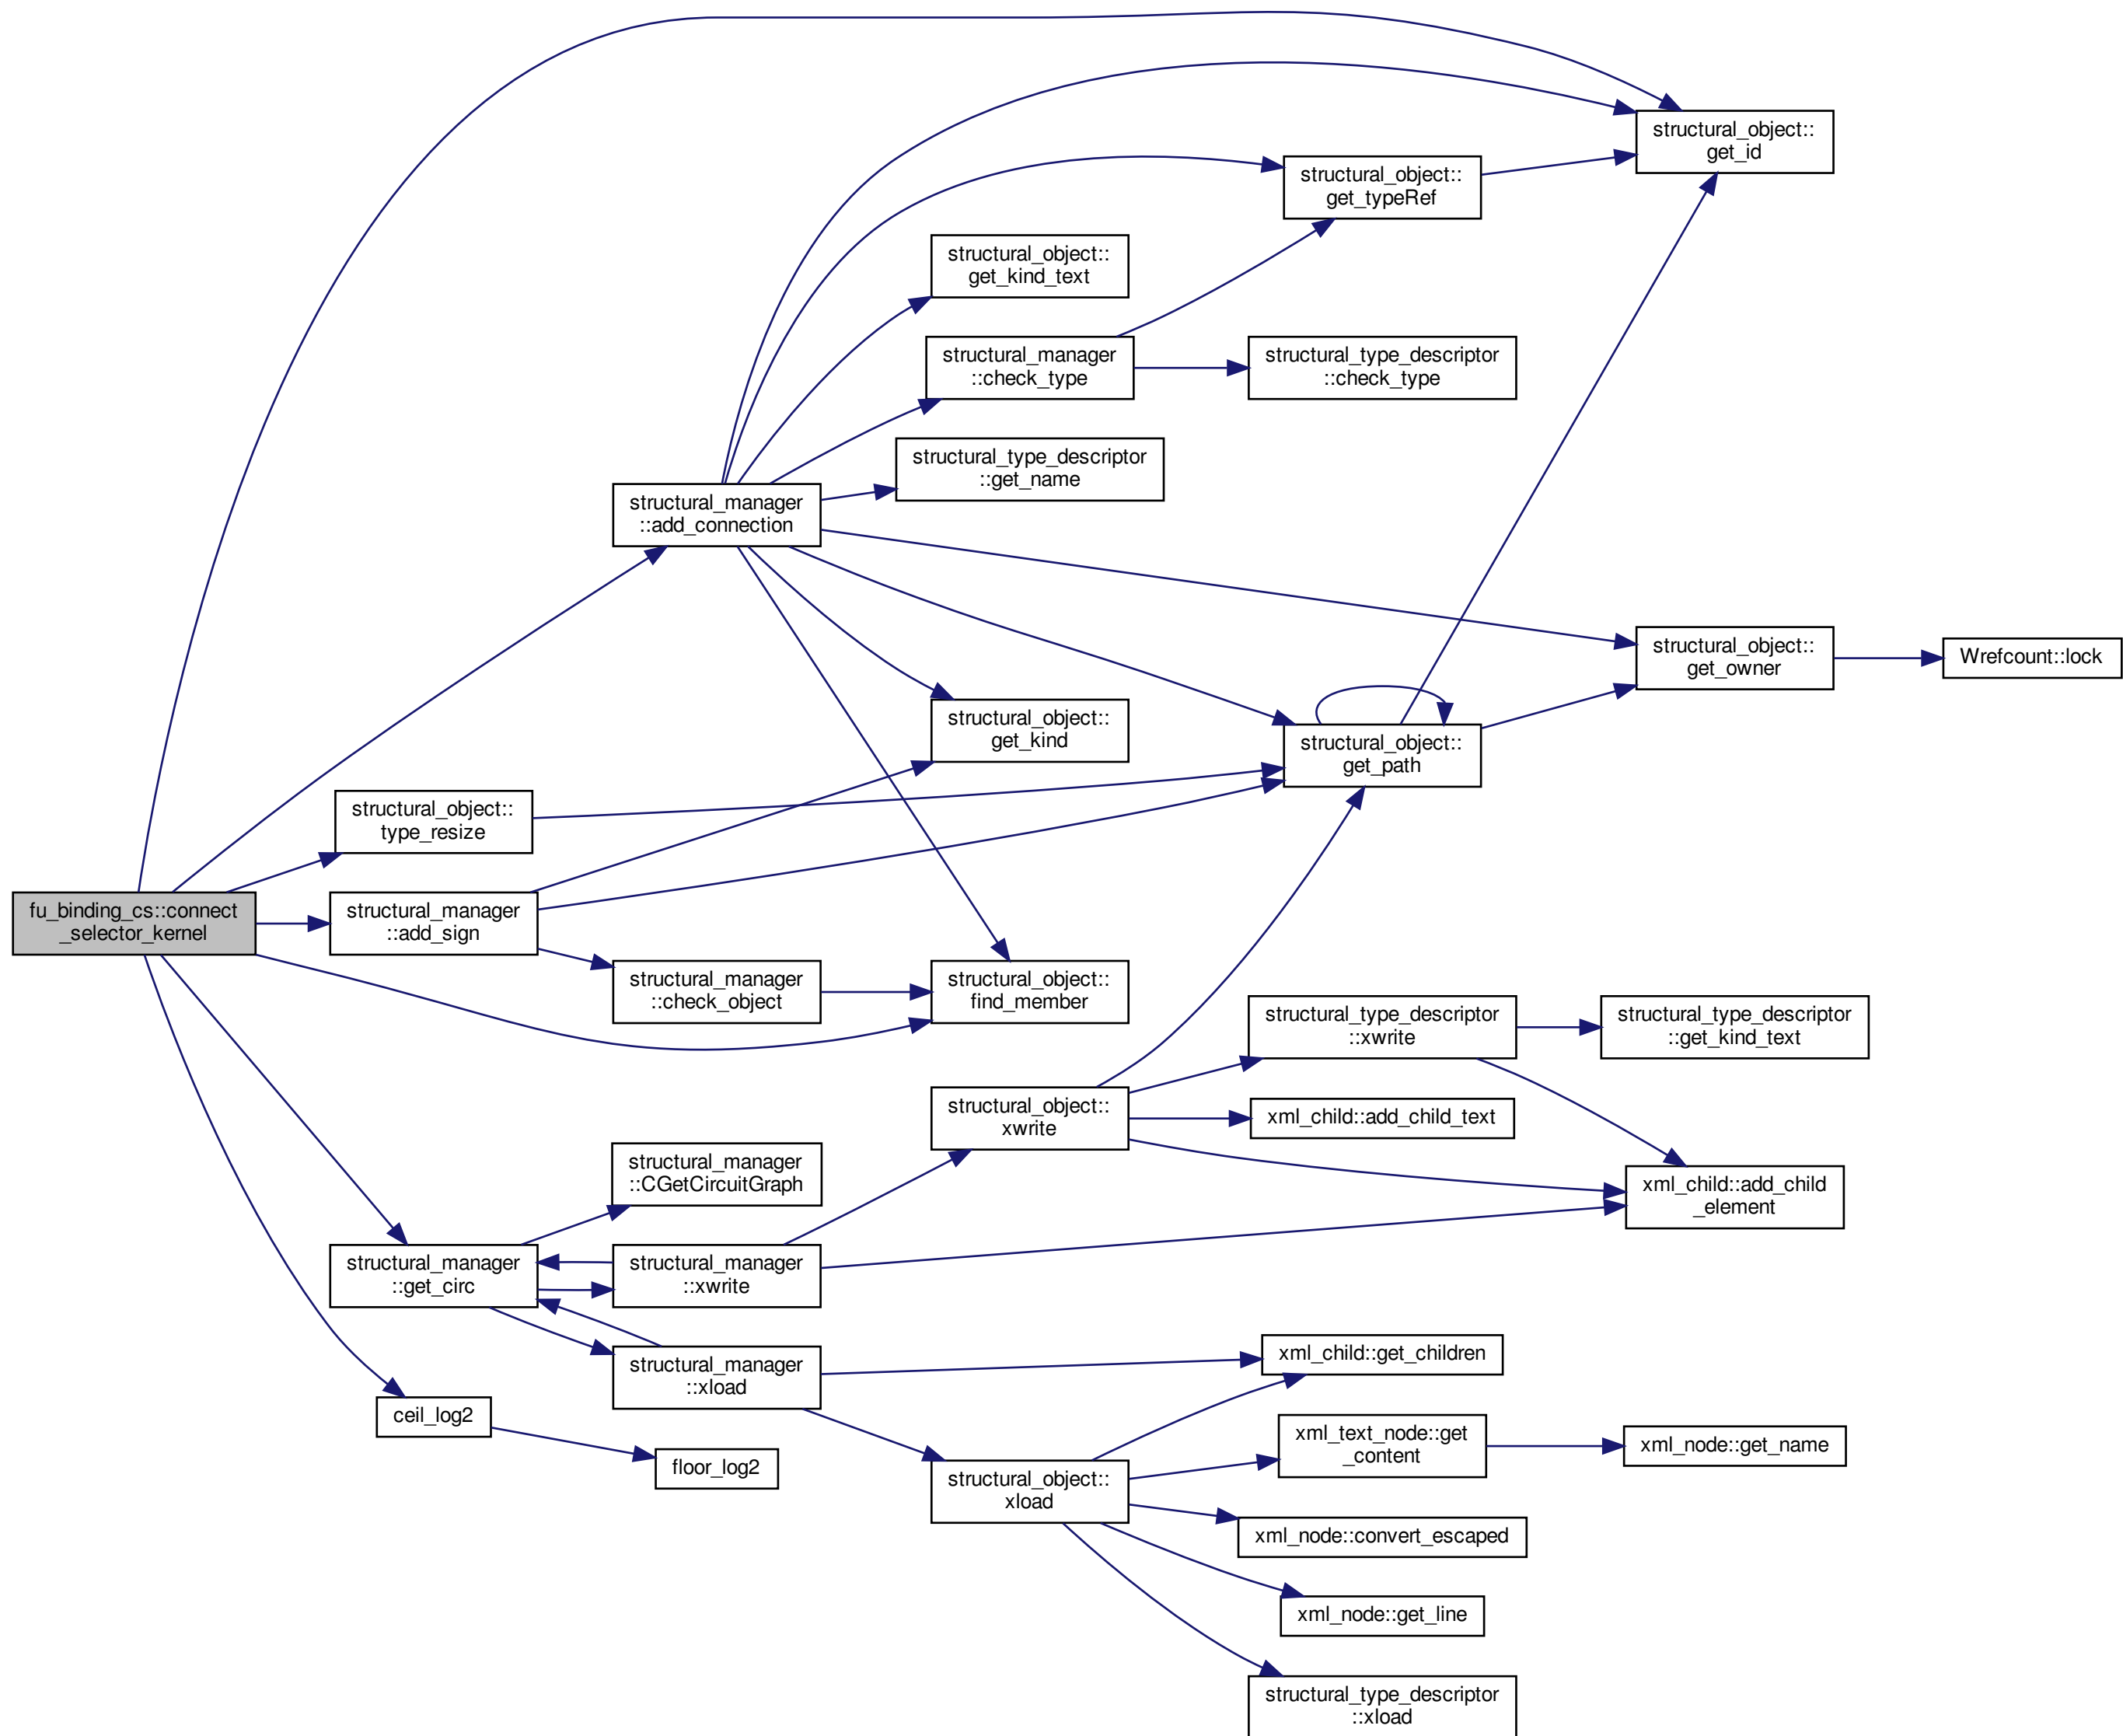 structural_object::
get_id
structural_object::
get_typeRef
structural_object::
get_kind_text
structural_manager
::check_type
structural_type_descriptor
::check_type
structural_type_descriptor
::get_name
structural_manager
::add_connection
structural_object::
get_owner
Wrefcount::lock
structural_object::
get_kind
structural_object::
get_path
structural_object::
type_resize
fu_binding_cs::connect
_selector_kernel
structural_manager
::add_sign
structural_manager
::check_object
structural_object::
find_member
structural_type_descriptor
::xwrite
structural_type_descriptor
::get_kind_text
structural_object::
xwrite
xml_child::add_child_text
structural_manager
::CGetCircuitGraph
xml_child::add_child
_element
structural_manager
::get_circ
structural_manager
::xwrite
structural_manager
::xload
xml_child::get_children
ceil_log2
floor_log2
xml_text_node::get
_content
xml_node::get_name
structural_object::
xload
xml_node::convert_escaped
xml_node::get_line
structural_type_descriptor
::xload